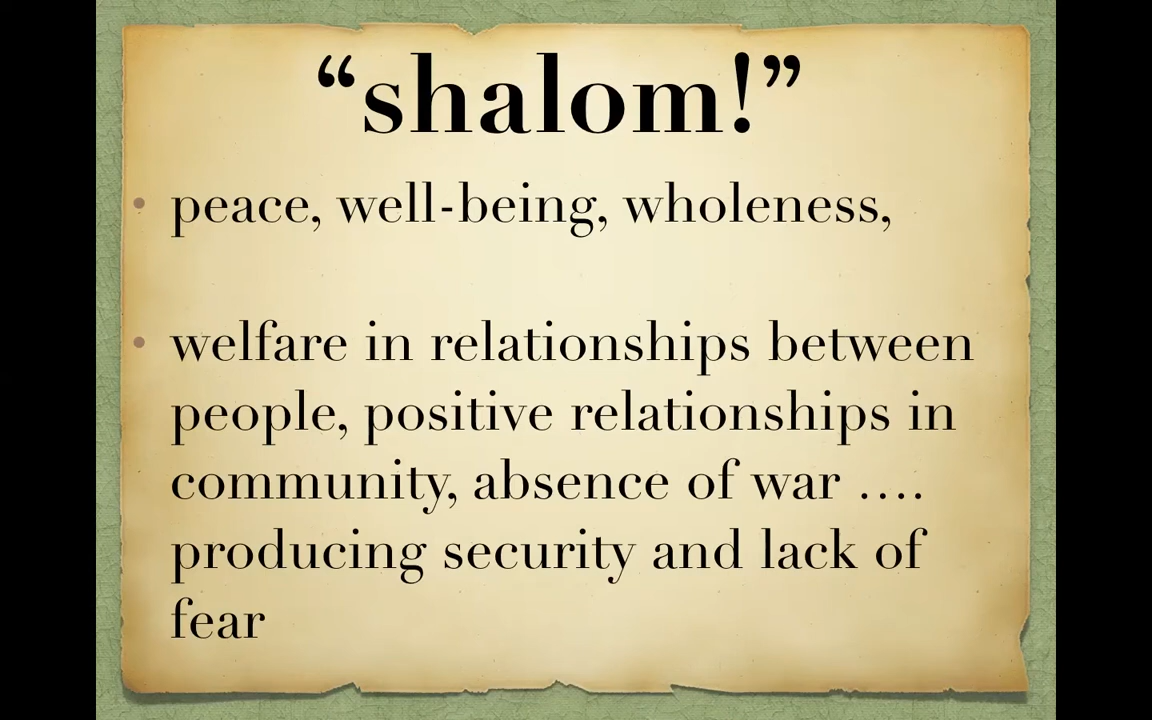 “shalom!”
• peace, well-being, wholeness,
• welfare in relationships between
people, positive relationships in
community, absence of war ….
producing security and lack of
fear